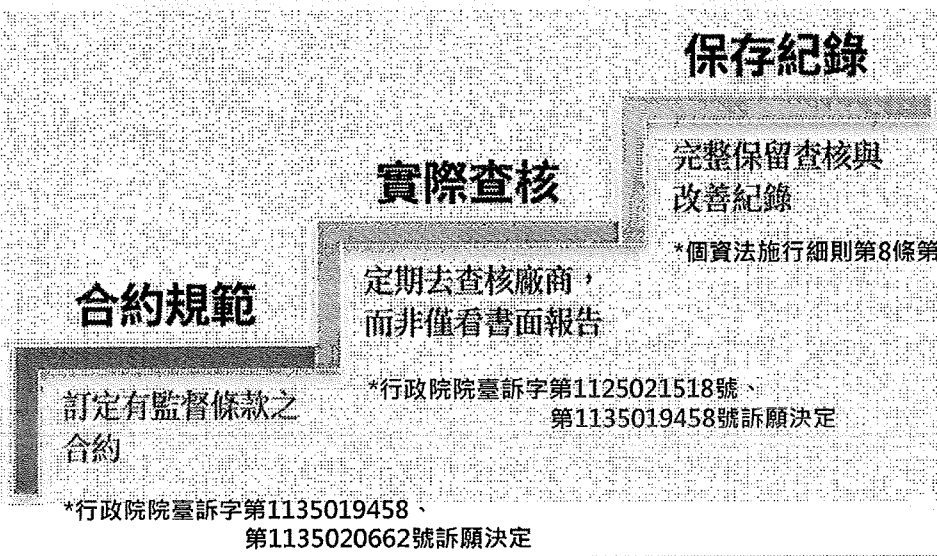 合約規範
訂定有監督條款之
合約
*行政院院臺訴字第1135019458、
第1135020662號訴願決定
實際查核
定期去查核廠商，
而非僅看書面報告
*行政院院臺訴字第1125021518號、
第1135019458號訴願決定
保存紀錄
完整保留查核與
改善紀錄
*個資法施行細則第8條第